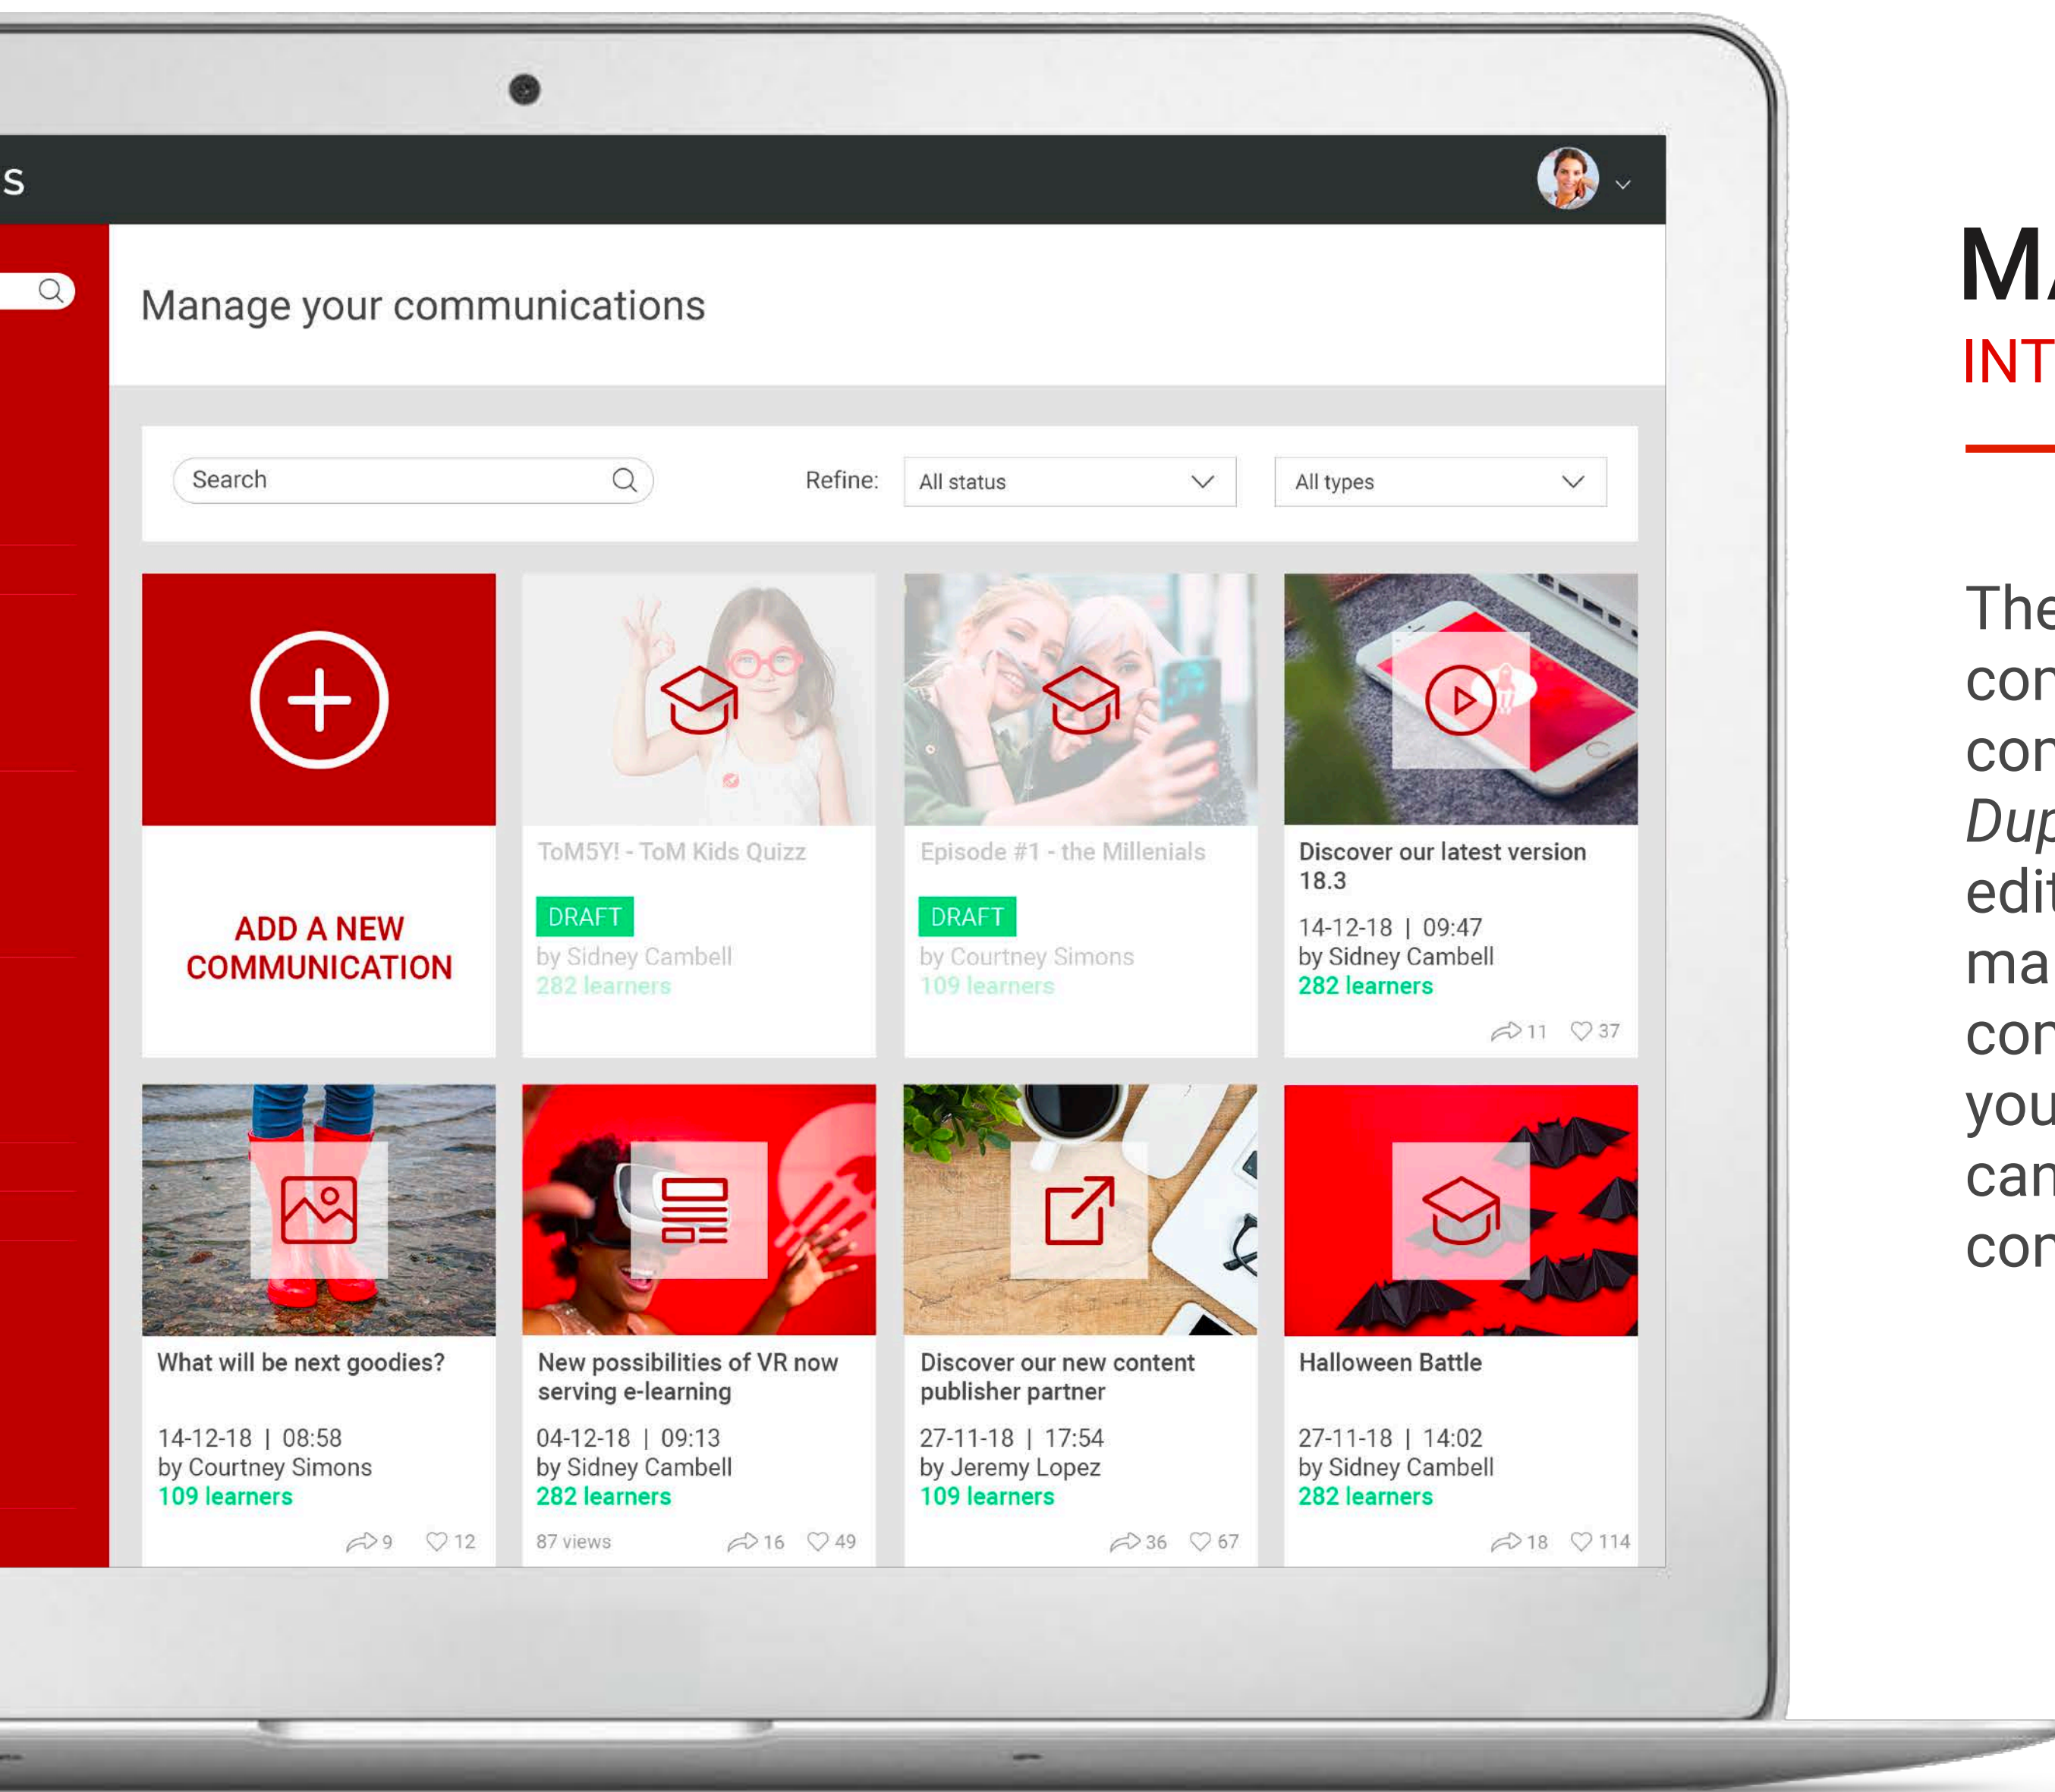 s
Manage your communications
Search
Refine:
All status
All types
ADD A NEW
COMMUNICATION
ToM5Y! - ToM Kids Quizz
DRAFT
by Sidney Cambell
282 learners
Episode #1 - the Millenials
DRAFT
by Courtney Simons
109 learners
Discover our latest version
18.3
14-12-18 | 09:47
by Sidney Cambell
282 learners
11 37
What will be next goodies?
14-12-18 | 08:58
by Courtney Simons
109 learners
9 12
New possibilities of VR now
serving e-learning
04-12-18 | 09:13
by Sidney Cambell
282 learners
87 views 16 49
Discover our new content
publisher partner
27-11-18 | 17:54
by Jeremy Lopez
109 learners
36 67
Halloween Battle
27-11-18 | 14:02
by Sidney Cambell
282 learners
18 114
INT
The
Dup
edit
you
can